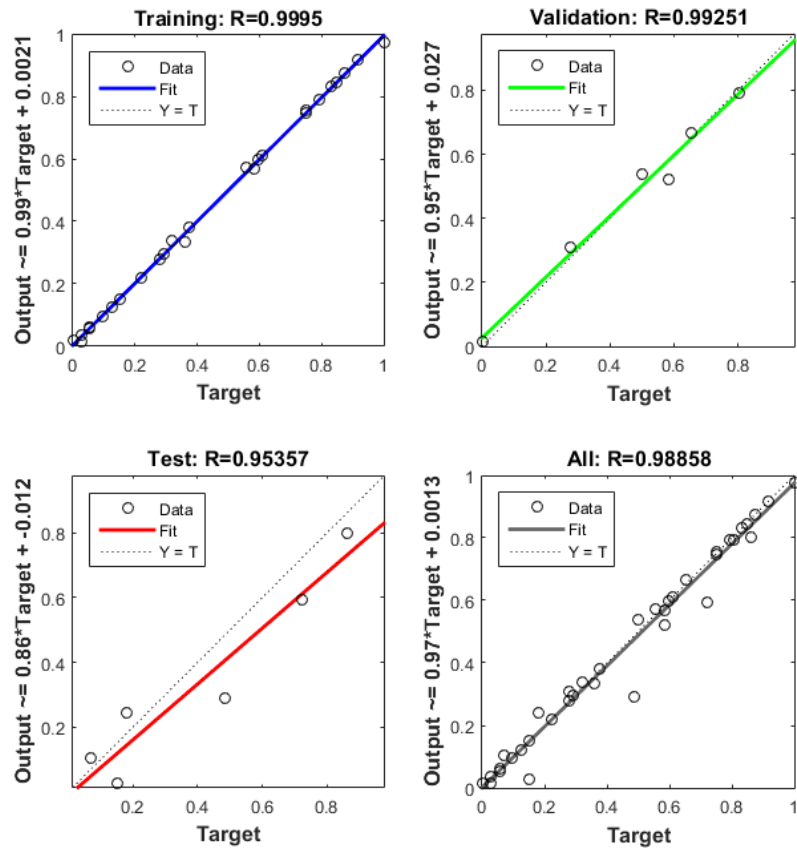 Training: R=0.9995
Output ~= 0.99*Target + 0.0021
1
0.8
0.6
0.4
0.2
0
Data
Fit
Y = T
0
0.2
0.4
0.6
0.8
1
Target
Validation: R=0.99251
Output ~= 0.95*Target + 0.027
0.8
0.6
0.4
0.2
0
Data
Fit
Y = T
0
0.2
0.4
0.6
0.8
Target
Test: R=0.95357
Output ~= 0.86*Target + -0.012
0.8
0.6
0.4
0.2
Data
Fit
Y = T
0.2
0.4
0.6
0.8
Target
All: R=0.98858
Output ~= 0.97*Target + 0.0013
1
0.8
0.6
0.4
0.2
0
Data
Fit
Y = T
0
0.2
0.4
0.6
0.8
1
Target